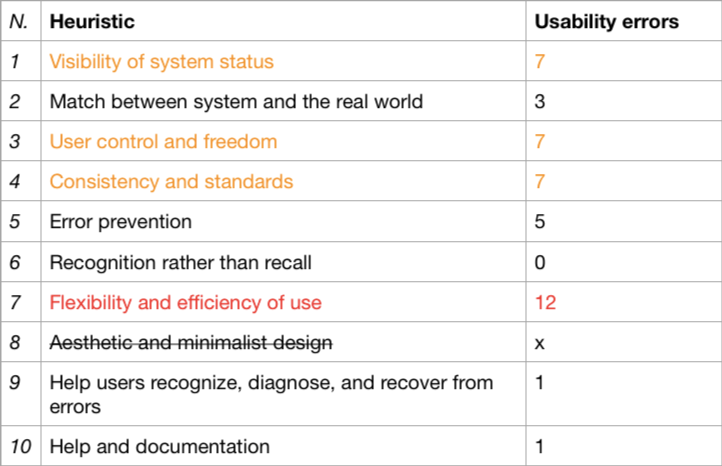 N. Heuristic Usability errors
1 Visibility of system status 7
2 Match between system and the real world 3
3 User control and freedom 7
4 Consistency and standards 7
5 Error prevention 5
6 Recognition rather than recall 0
7 Flexibility and efficiency of use 12
8 Aesthetic and minimalist design x
9 Help users recognize, diagnose, and recover from 1
errors
10 Help and documentation 1